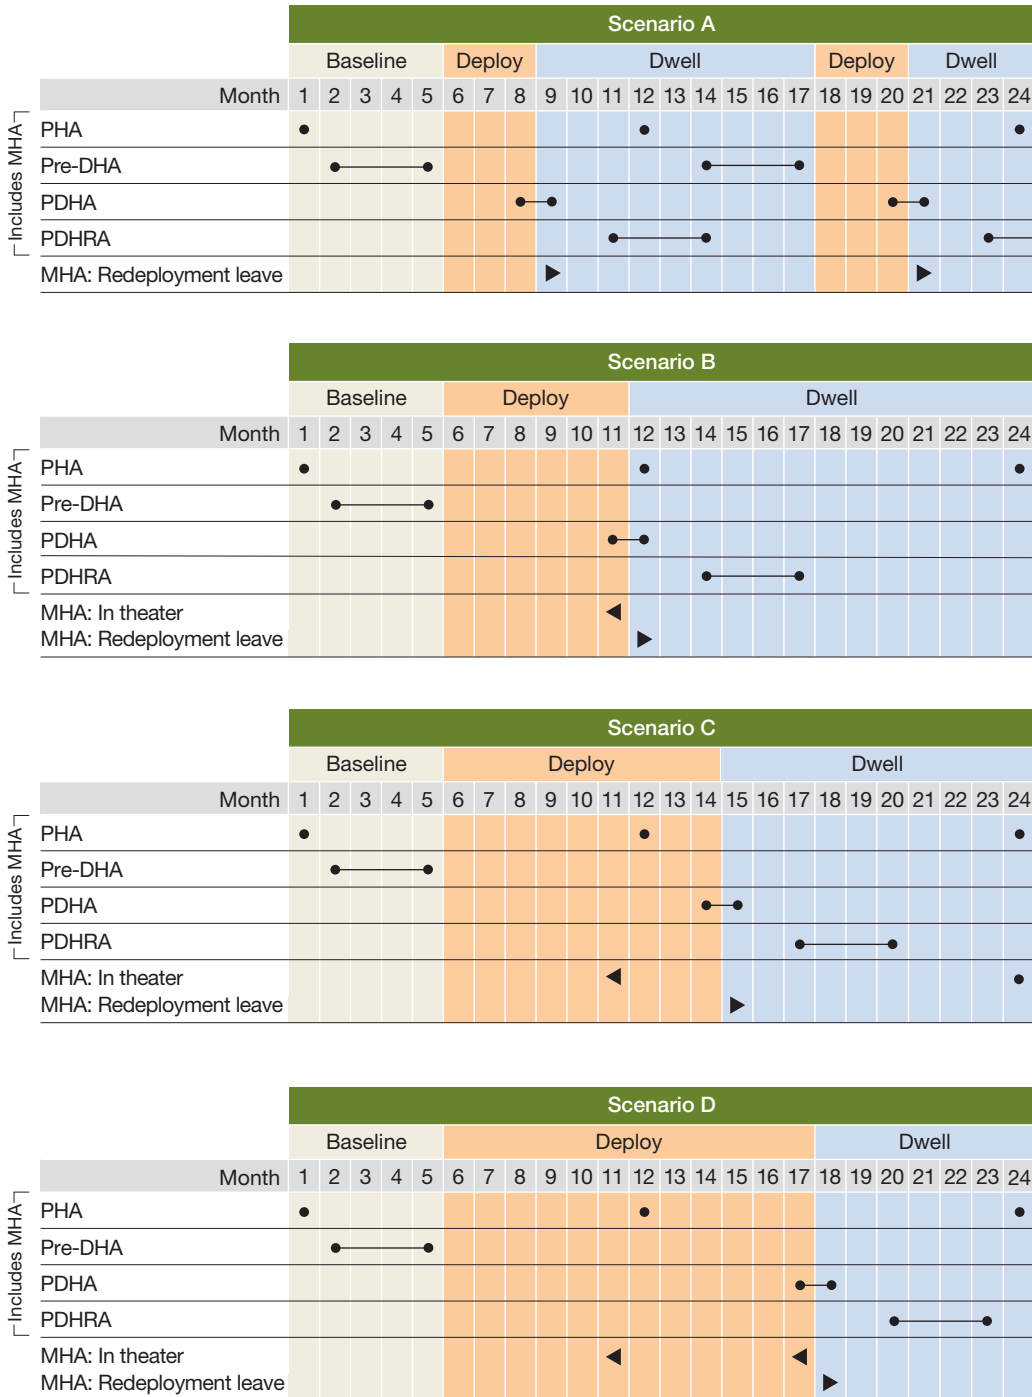 Scenario A
Baseline Deploy Dwell Deploy Dwell
Month 1 2 3 4 5 6 7 8 9 10 11 12 13 14 15 16 17 18 19 20 21 22 23 24
Includes MHA
PHA
Pre-DHA
PDHA
PDHRA
MHA: Redeployment leave
Scenario B
Baseline Deploy Dwell
Month 1 2 3 4 5 6 7 8 9 10 11 12 13 14 15 16 17 18 19 20 21 22 23 24
Includes MHA
PHA
Pre-DHA
PDHA
PDHRA
MHA: In theater
MHA: Redeployment leave
Scenario C
Baseline Deploy Dwell
Month 1 2 3 4 5 6 7 8 9 10 11 12 13 14 15 16 17 18 19 20 21 22 23 24
Includes MHA
PHA
Pre-DHA
PDHA
PDHRA
MHA: In theater
MHA: Redeployment leave
Scenario D
Baseline Deploy Dwell
Month 1 2 3 4 5 6 7 8 9 10 11 12 13 14 15 16 17 18 19 20 21 22 23 24
Includes MHA
PHA
Pre-DHA
PDHA
PDHRA
MHA: In theater
MHA: Redeployment leave